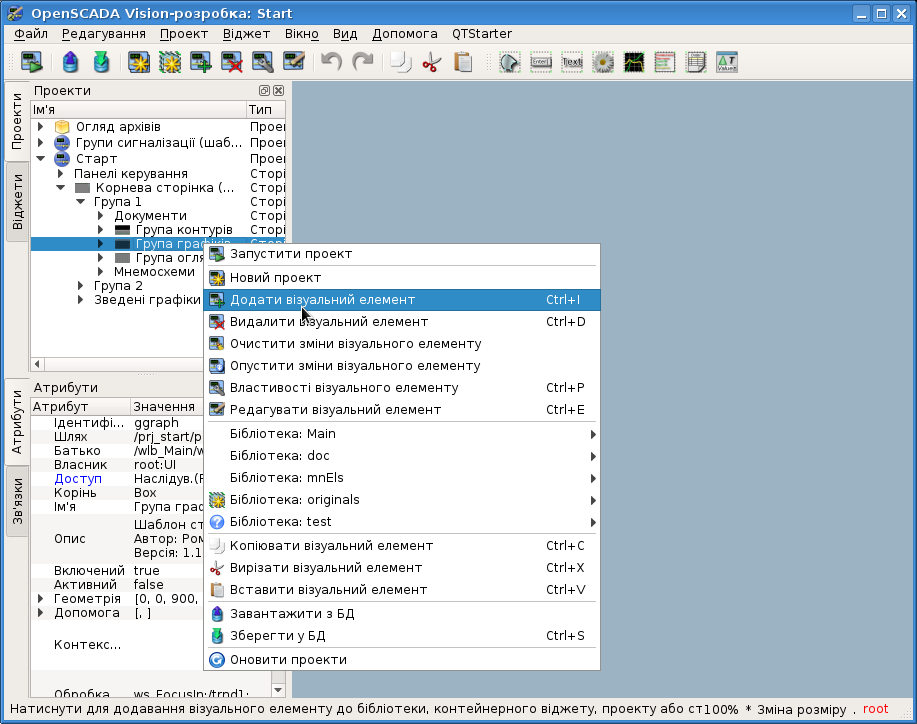 OpenSCADA Vision-розробка: Start
Файл Редагування Проект Віджет Вікно Вид Допомога QTStarter
Проекти
Віджети
Проекти
Ім'я Тип
Огляд архівів Прое
Групи сигналізації (шаб... Прое
Старт Прое
Панелі керування Сторі
Корнева сторінка (... Сторі
Група 1 Сторі
Документи Сторі
Група контурів Сторі
Група графіків Сторі
Група огля
Мнемосхеми
Група 2
Зведені графіки
Запустити проект
Новий проект
Додати візуальний елемент Ctrl+I
Видалити візуальний елемент Ctrl+D
Очистити зміни візуального елементу
Опустити зміни візуального елементу
Властивості візуального елементу Ctrl+P
Редагувати візуальний елемент Ctrl+E
Бібліотека: Main
Бібліотека: doc
Бібліотека: mnEls
Бібліотека: originals
Бібліотека: test
Копіювати візуальний елемент Ctrl+C
Вирізати візуальний елемент Ctrl+X
Вставити візуальний елемент Ctrl+V
Завантажити з БД
Зберегти у БД Ctrl+S
Оновити проекти
Атрибути
Зв'язки
Атрибути
Атрибут Значення
Ідентифі... ggraph
Шлях /prj_start/p
Батько /wlb_Main/w
Власник root:UI
Доступ Наслідув.(
Корінь Box
Ім'я Група граф
Опис Шаблон ст
Автор: Ром
Версія: 1.1
Включений true
Активний false
Геометрія [0, 0, 900,
Допомога [, ]
Контекс...
Обробка ws_FocusIn:/trnd1:
Натиснути для додавання візуального елементу до бібліотеки, контейнерного віджету, проекту або ст 100% * Зміна розміру . root